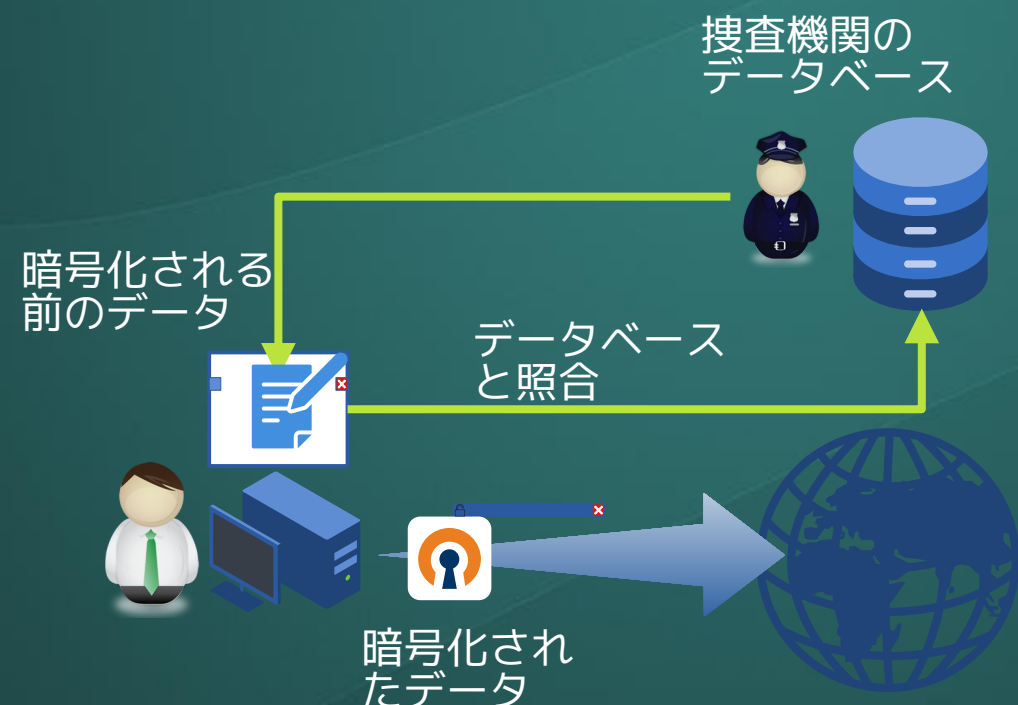 捜査機関の
データベース
暗号化される
前のデータ
データベース
と照合
暗号化され
たデータ